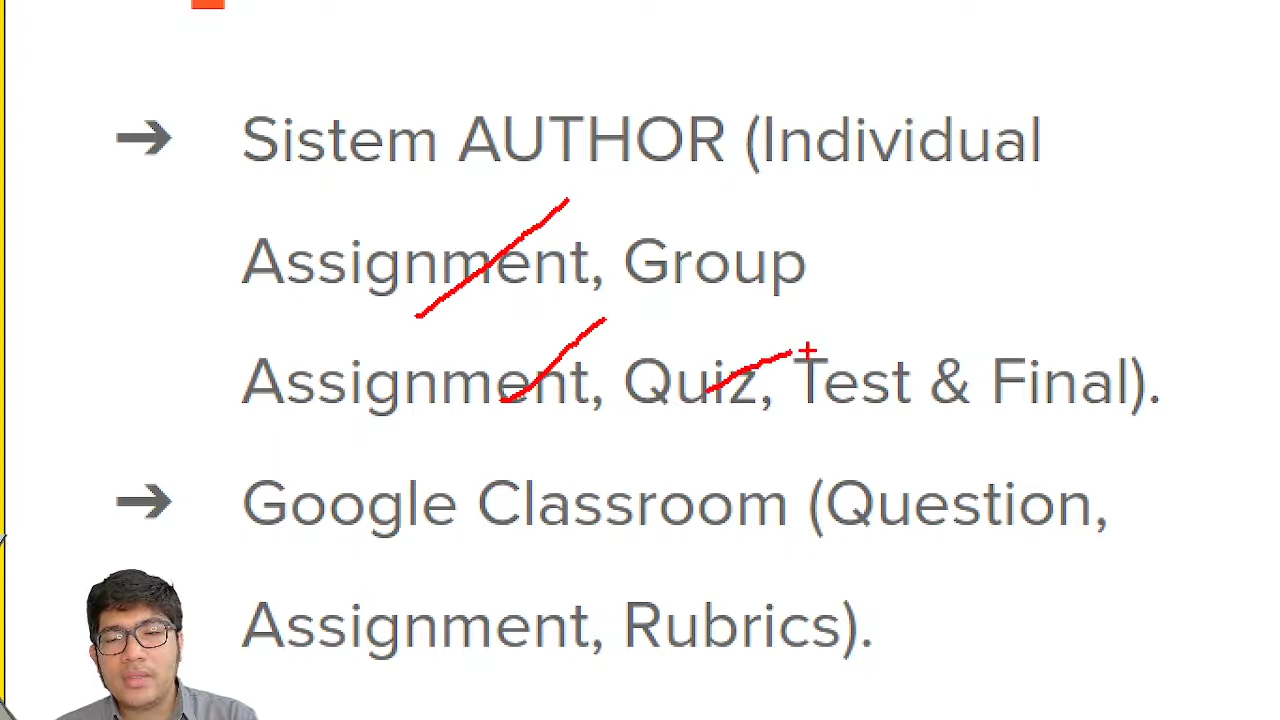 ➔ Sistem AUTHOR (Individual
Assignment, Group
Assignment, Quiz, Test & Final).
➔ Google Classroom (Question,
Assignment, Rubrics).